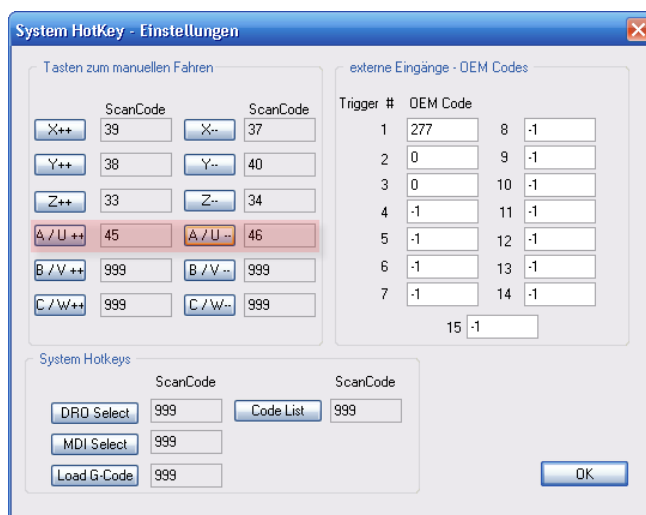 System HotKey - Einstellungen
Tasten zum manuellen Fahren
ScanCode ScanCode
X++ 39 X-- 37
Y++ 38 Y-- 40
Z++ 33 Z-- 34
A / U ++ 45 A / U -- 46
B / V ++ 999 B / V -- 999
C / W++ 999 C / W-- 999
externe Eingänge - OEM Codes
Trigger # OEM Code
1 277 8 -1
2 0 9 -1
3 0 10 -1
4 -1 11 -1
5 -1 12 -1
6 -1 13 -1
7 -1 14 -1
15 -1
System Hotkeys
ScanCode ScanCode
DRO Select 999 Code List 999
MDI Select 999
Load G-Code 999
OK